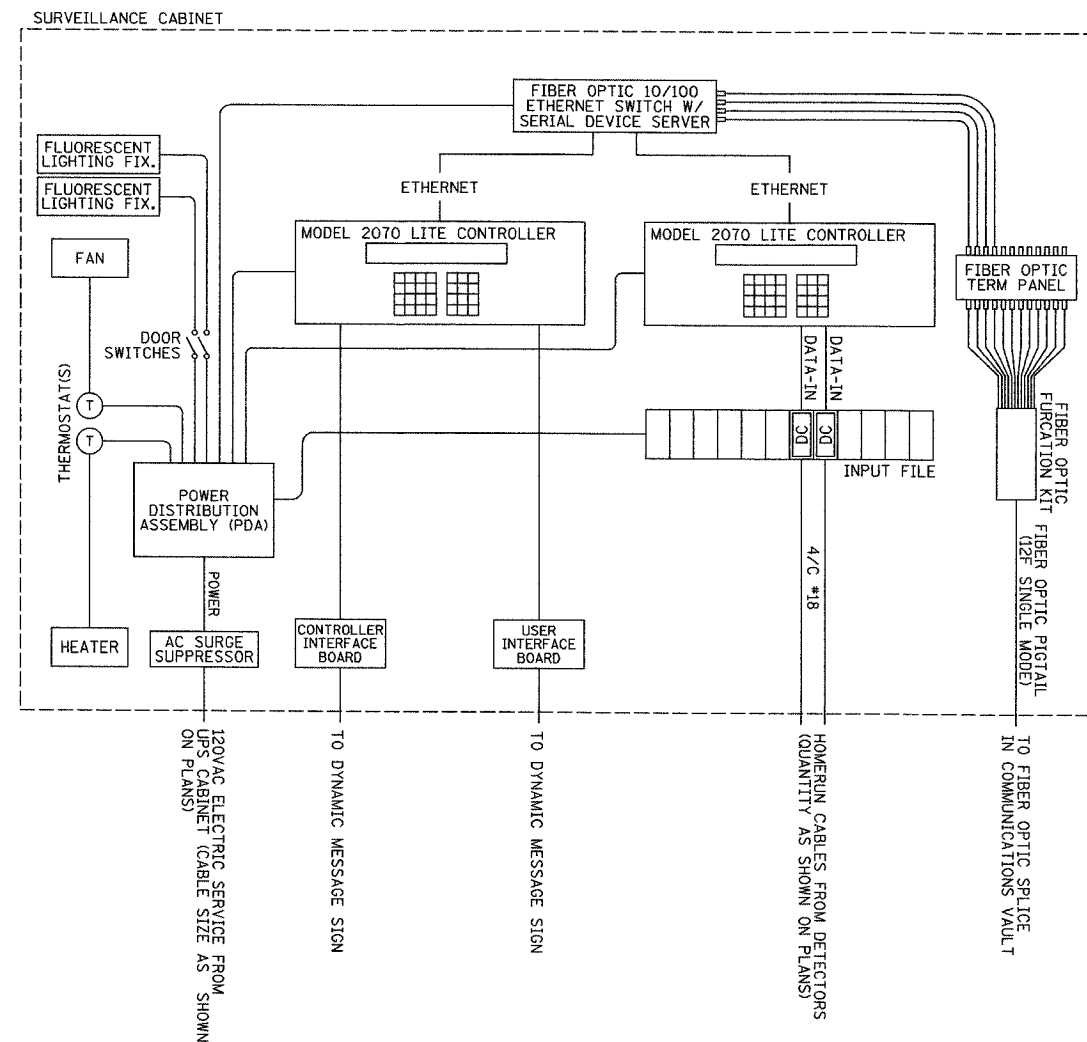 SURVEILLANCE CABINET
FIBER OPTIC 10/100
ETHERNET SWITCH W/
SERIAL DEVICE SERVER
FLUORESCENT
LIGHTING FIX.
FLUORESCENT
LIGHTING FIX.
ETHERNET
ETHERNET
MODEL 2070 LITE CONTROLLER
MODEL 2070 LITE CONTROLLER
FAN
FIBER OPTIC
TERM PANEL
DOOR
SWITCHES
DATA-IN
DATA-IN
THERMOSTAT(S)
T
T
DC
DC
INPUT FILE
FIBER OPTIC
FURCATION KIT
POWER
DISTRIBUTION
ASSEMBLY (PDA)
POWER
4/C #18
FIBER OPTIC PIGTAIL
(12F SINGLE MODE)
HEATER
AC SURGE
SUPPRESSOR
CONTROLLER
INTERFACE
BOARD
USER
INTERFACE
BOARD
120VAC ELECTRIC SERVICE FROM
UPS CABINET (CABLE SIZE AS SHOWN
ON PLANS)
TO DYNAMIC MESSAGE SIGN
TO DYNAMIC MESSAGE SIGN
HOMERUN CABLES FROM DETECTORS
(QUANTITY AS SHOWN ON PLANS)
TO FIBER OPTIC SPLICE
IN COMMUNICATIONS VAULT